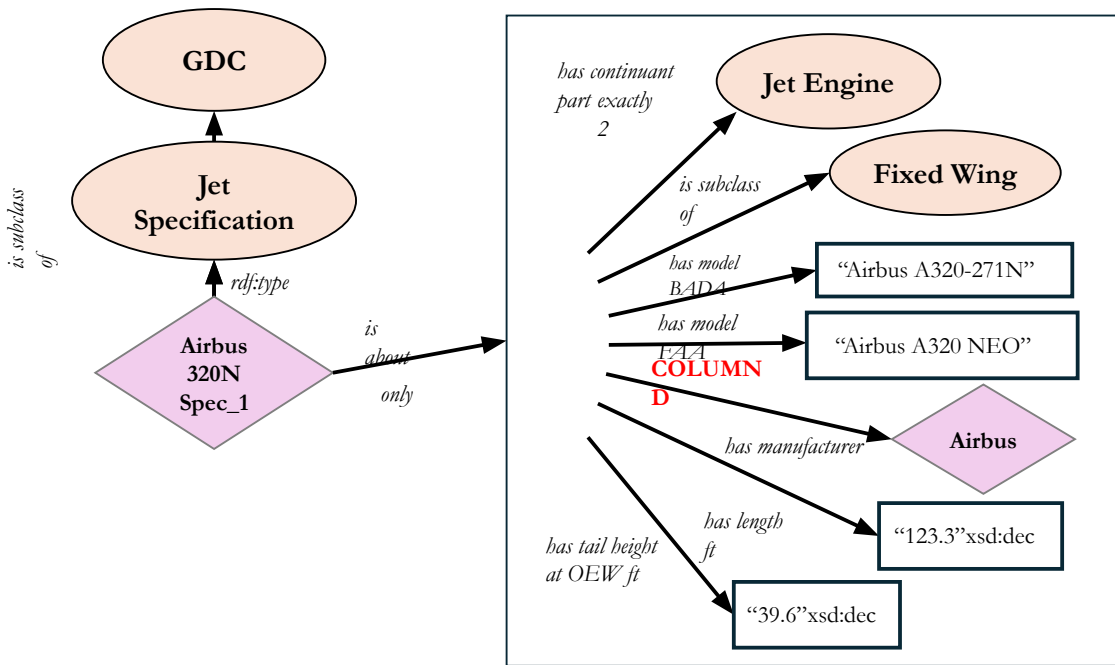 GDC
Jet
Specification
is subclass
of
rdf:type
Airbus
320N
Spec_1
is
about
only
has continuant
part exactly
2
Jet Engine
is subclass
of
Fixed Wing
has model
BADA
“Airbus A320-271N”
has model
FAA
“Airbus A320 NEO”
COLUMN
D
has manufacturer
Airbus
has length
ft
“123.3”xsd:dec
has tail height
at OEW ft
“39.6”xsd:dec